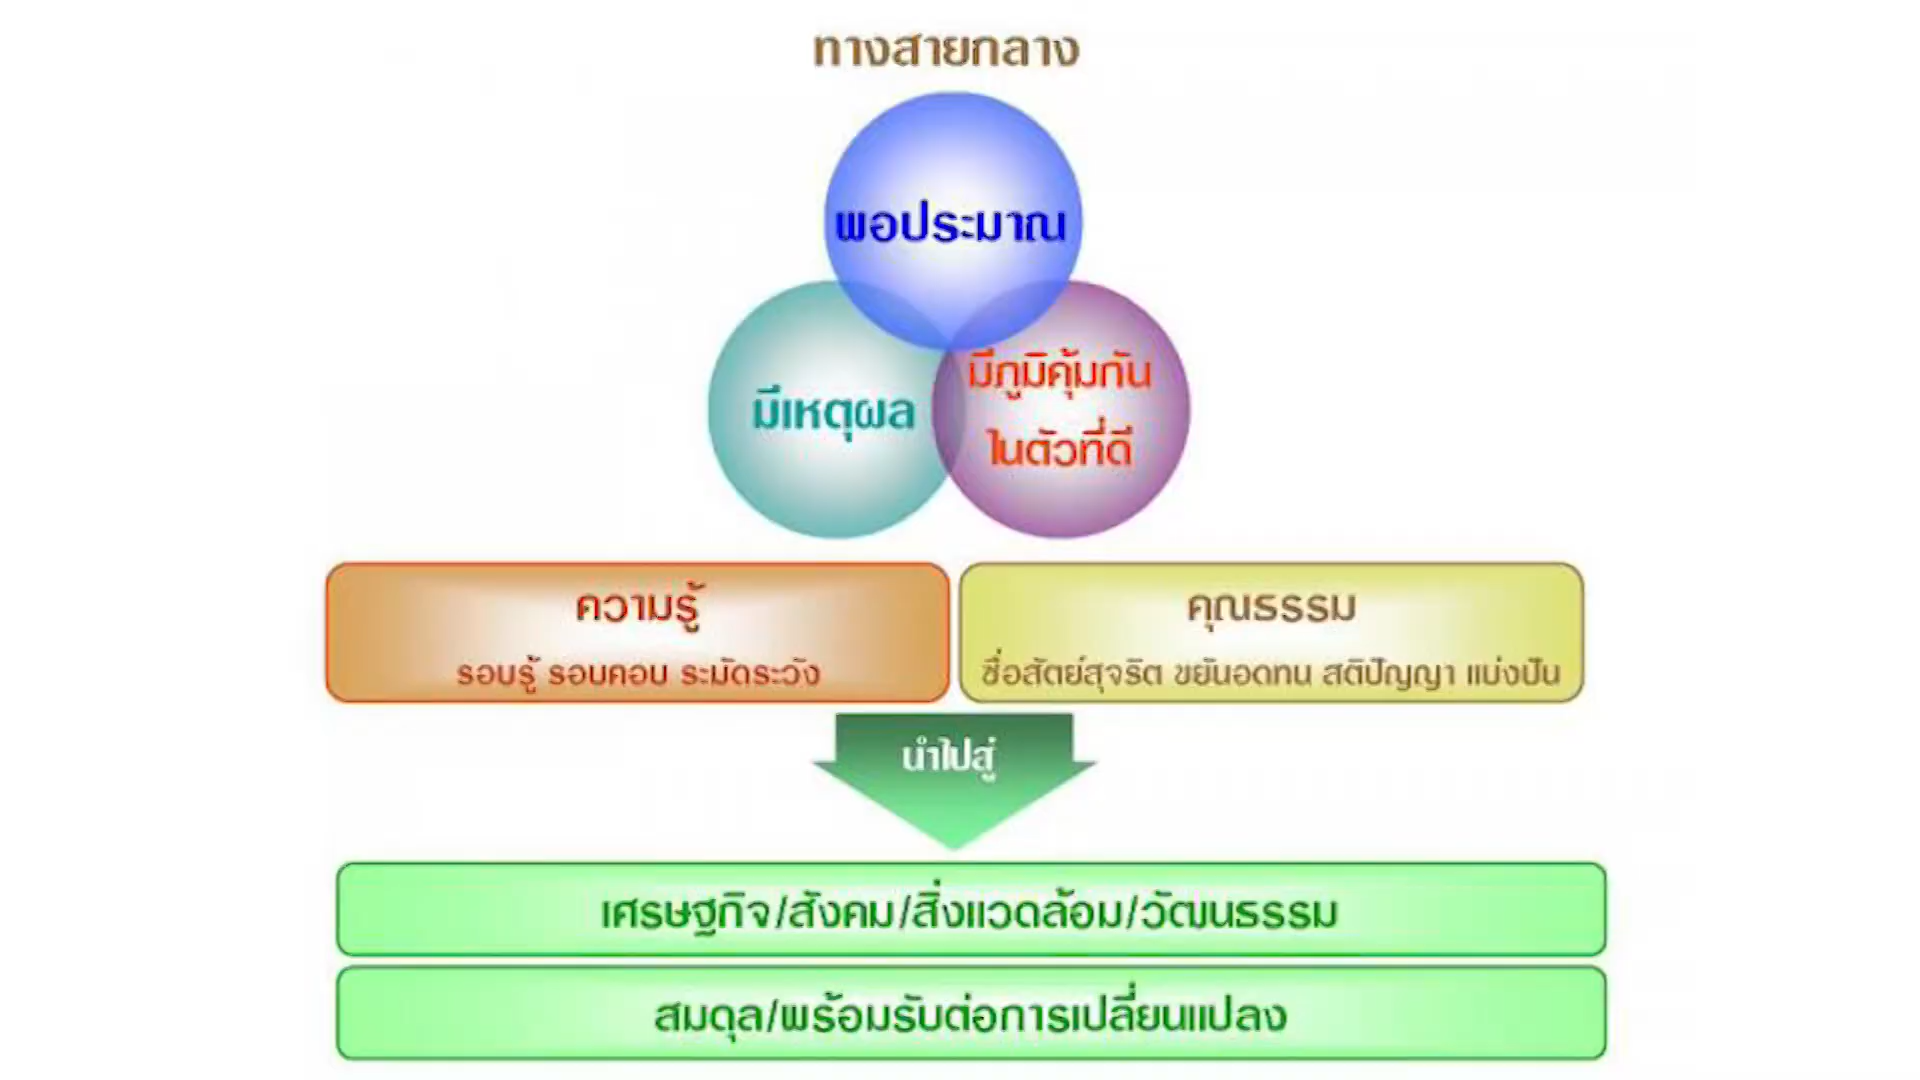 ทางสายกลาง
พอประมาณ
มีเหตุผล
มีภูมิคุ้มกัน
ในตัวที่ดี
ความรู้
รอบรู้ รอบคอบ ระมัดระวัง
คุณธรรม
ซื่อสัตย์สุจริต ขยันอดทน สติปัญญา แบ่งปัน
นำไปสู่
เศรษฐกิจ/สังคม/สิ่งแวดล้อม/วัฒนธรรม
สมดุล/พร้อมรับต่อการเปลี่ยนแปลง